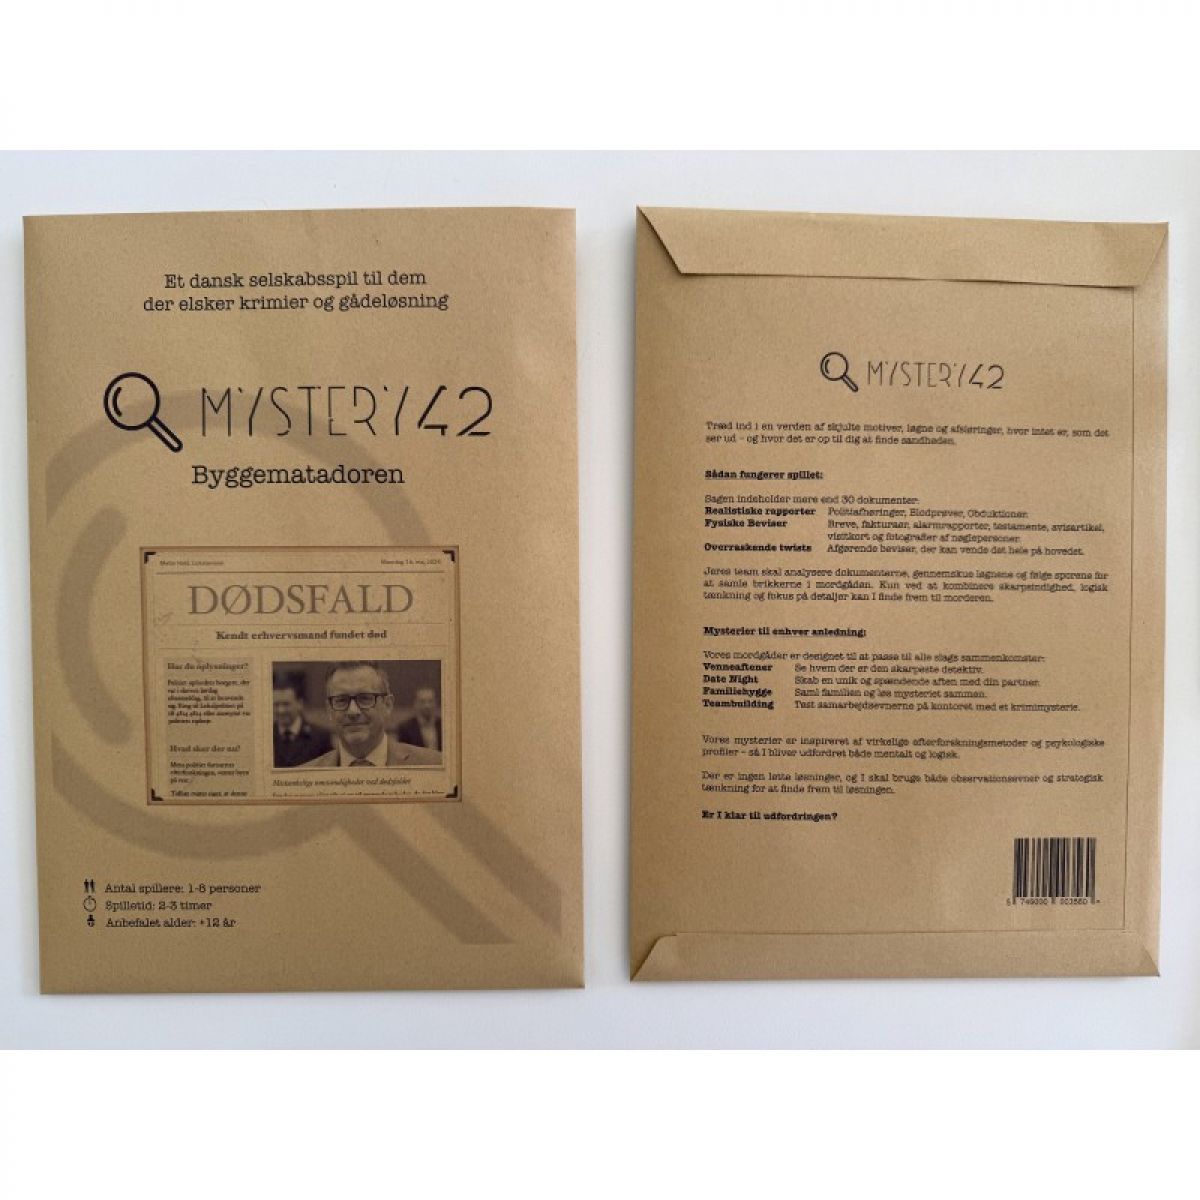 Et dansk selskabsspil til dem
der elsker krimier og gådeløsning
MYSTERY42
Byggematadoren
DØDSFALD
Kendt erhvervsmand fundet død
Har du oplysninger?
Hvad sker der nu?
Mistænkelige omstændigheder ved dødsfaldet
Antal spillere: 1-6 personer
Spilletid: 2-3 timer
Anbefalet alder: +12 år
MYSTERY42
Træd ind i en verden af skjulte motiver, løgne og afsløringer, hvor intet er, som det
ser ud – og hvor det er op til dig at finde sandheden.
Sådan fungerer spillet:
Sagen indeholder mere end 30 dokumenter:
Realistiske rapporter Politiafhøringer, Blodprøver, Obduktioner.
Fysiske Beviser Breve, fakturaer, alarmrapporter, testamente, avisartikel,
visitkort og fotografier af nøglepersoner.
Overraskende twists Afgørende beviser, der kan vende det hele på hovedet.
Jeres team skal analysere dokumenterne, gennemskue løgnene og følge sporene for
at samle brikkerne i mordgåden. Kun ved at kombinere skarpsindighed, logisk
tænkning og fokus på detaljer kan I finde frem til morderen.
Mysterier til enhver anledning:
Vores mordgåder er designet til at passe til alle slags sammenkomster:
Venneaftener Se hvem der er den skarpeste detektiv.
Date Night Skab en unik og spændende aften med din partner.
Familiehygge Saml familien og løs mysteriet sammen.
Teambuilding Test samarbejdsevnerne på kontoret med et krimimysterie.
Vores mysterier er inspireret af virkelige efterforskningsmetoder og psykologiske
profiler – så I bliver udfordret både mentalt og logisk.
Der er ingen lette løsninger, og I skal bruge både observationsevner og strategisk
tænkning for at finde frem til løsningen.
Er I klar til udfordringen?